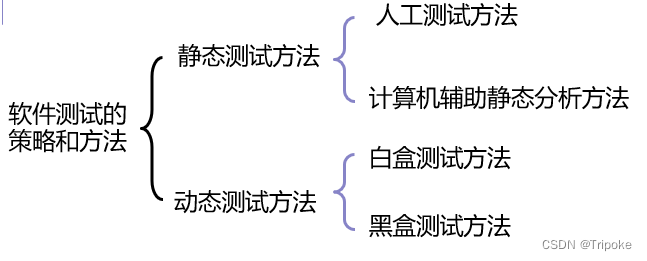 人工测试方法
静态测试方法
计算机辅助静态分析方法
软件测试的
策略和方法
白盒测试方法
动态测试方法
黑盒测试方法
CSDN @Tripoke